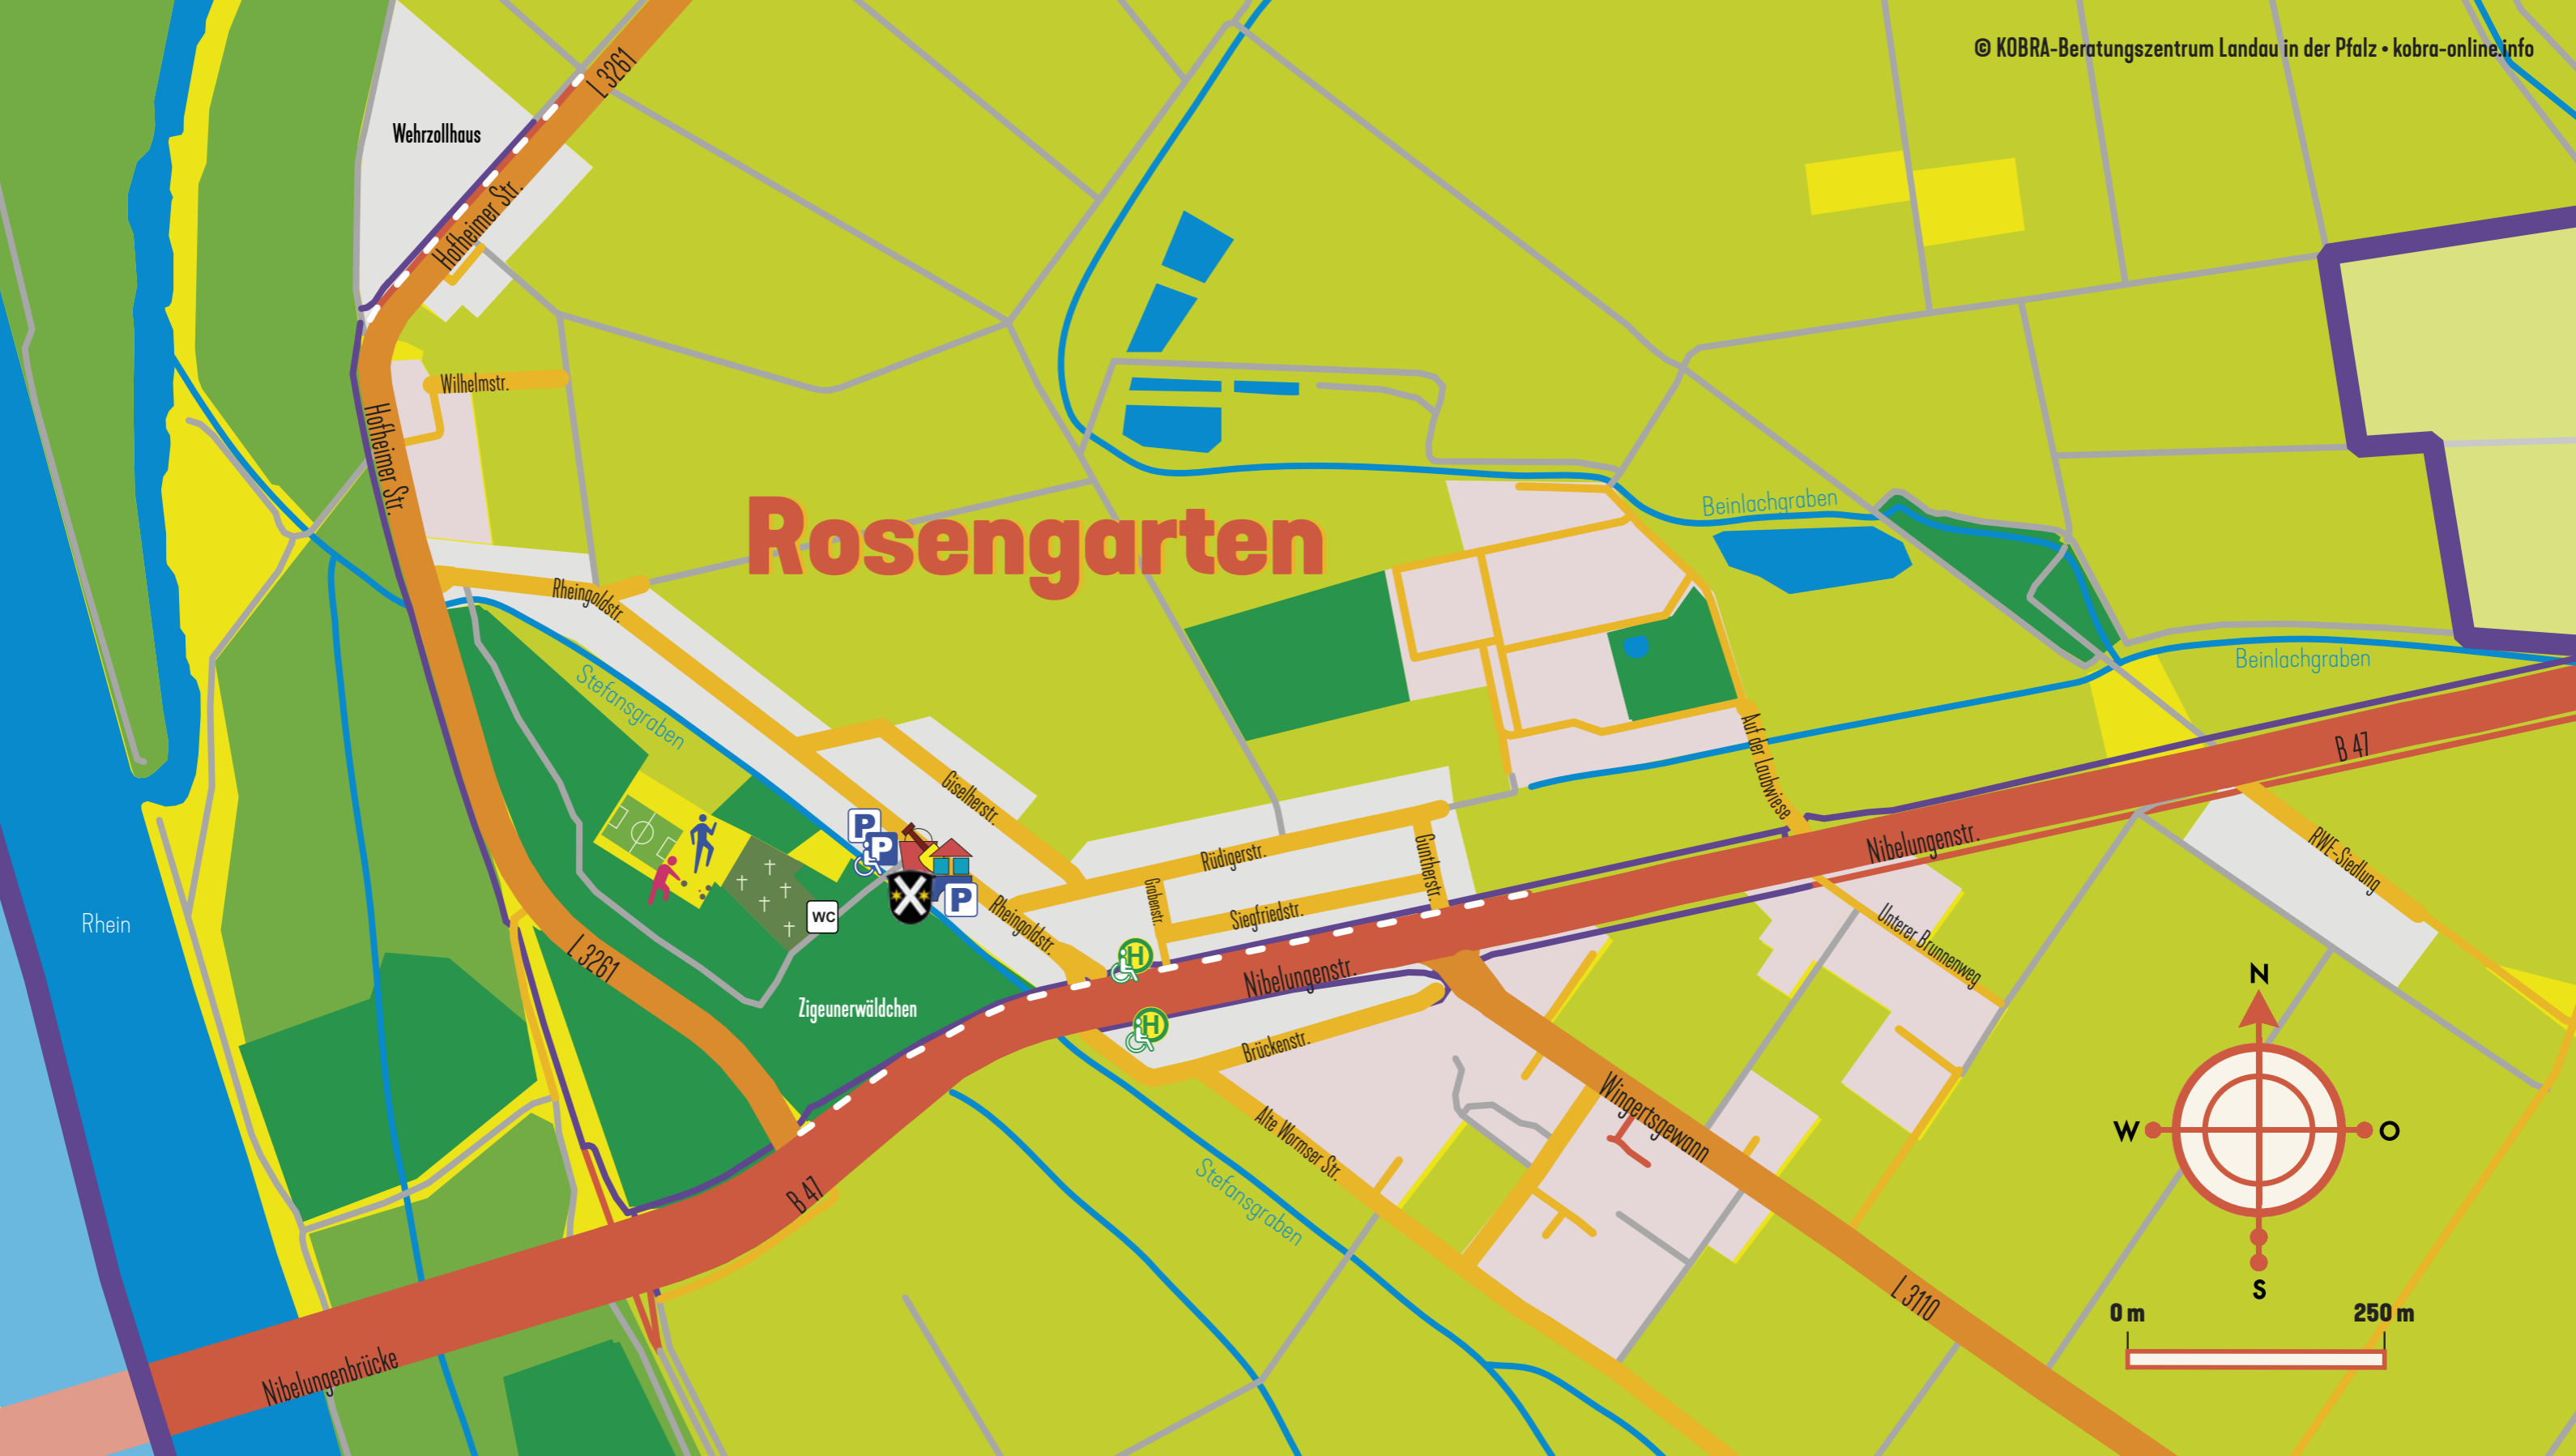 © KOBRA-Beratungszentrum Landau in der Pfalz • kobra-online.info
L 3261
Wehrzollhaus
Hofheimer Str.
Wilhelmstr.
Hofheimer Str.
Rosengarten
Beinlachgraben
Rheingoldstr.
Beinlachgraben
Stefansgraben
Auf der Laubwiese
B 47
Giselherstr.
P
P
Rüdigerstr.
Guntherstr.
Nibelungenstr.
RWE-Siedlung
Grabenstr.
P
WC
Rheingoldstr.
Siegfriedstr.
Unterer Brunnenweg
Rhein
L 3261
H
Nibelungenstr.
N
Zigeunerwäldchen
H
Brückenstr.
Wingertsgewann
Alte Wormser Str.
W
O
B 47
Stefansgraben
S
L 3110
0 m
250 m
Nibelungenbrücke